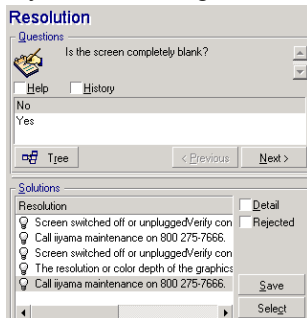 Resolution
Questions
Is the screen completely blank?
Help
History
No
Yes
Tree
< Previous
Next >
Solutions
Resolution
Detail
Rejected
Screen switched off or unpluggedVerify con
Call iiyama maintenance on 800 275-7666.
Screen switched off or unpluggedVerify con
The resolution or color depth of the graphics
Call iiyama maintenance on 800 275-7666.
Save
Select